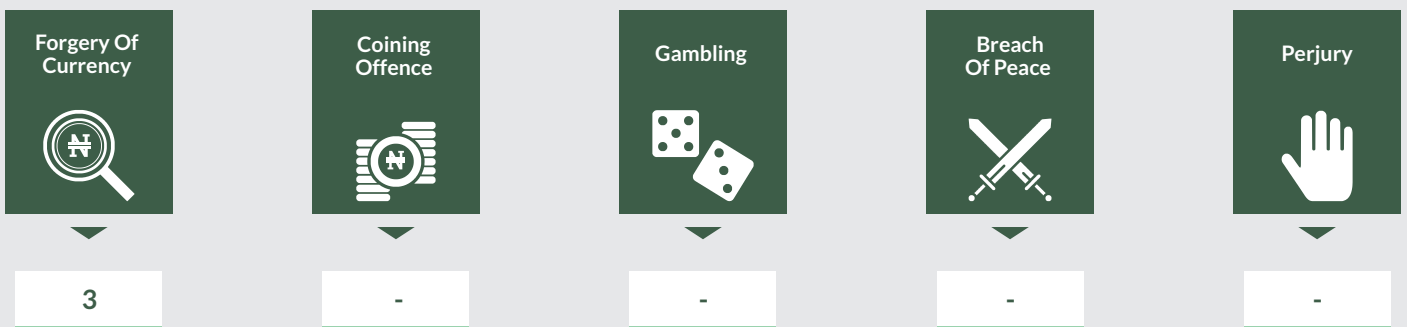 Forgery Of
Currency
Coining
Offence
Gambling
Breach
Of Peace
Perjury
₦
₦
3
-
-
-
-